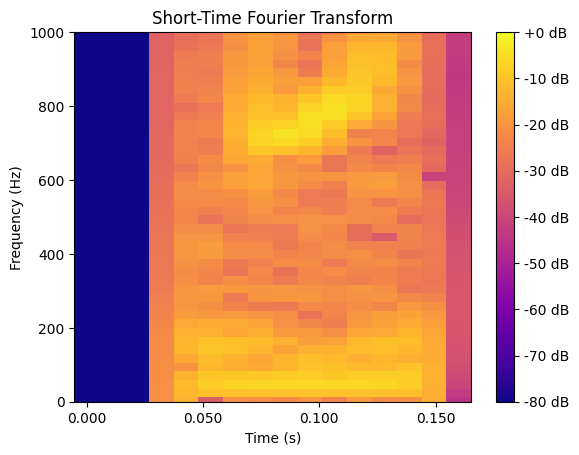 Short-Time Fourier Transform
Frequency (Hz)
1000
800
600
400
200
0
0.000
0.050
0.100
0.150
Time (s)
+0 dB
-10 dB
-20 dB
-30 dB
-40 dB
-50 dB
-60 dB
-70 dB
-80 dB